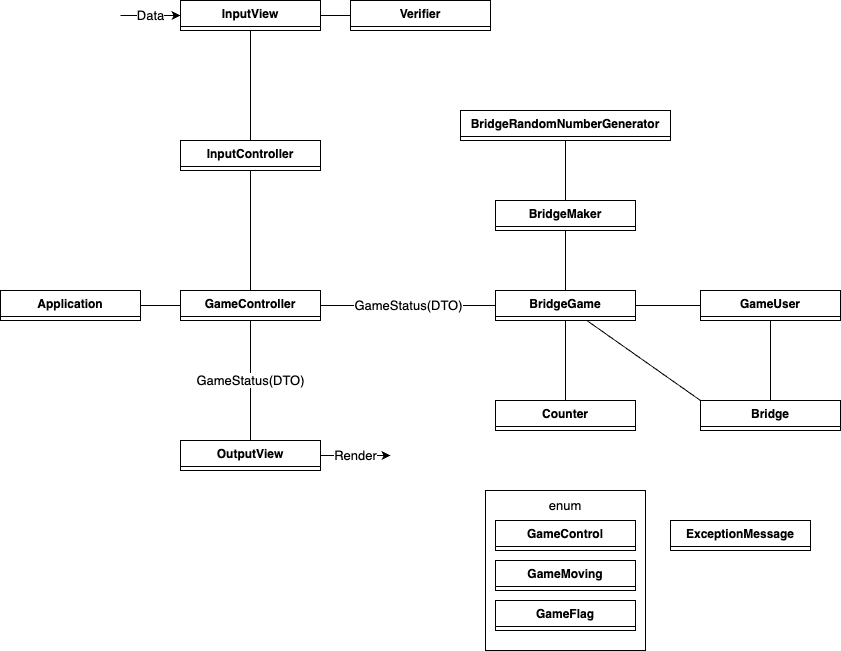 Data
InputView
Verifier
BridgeRandomNumberGenerator
InputController
BridgeMaker
Application
GameController
GameStatus(DTO)
BridgeGame
GameUser
GameStatus(DTO)
Counter
Bridge
OutputView
Render
enum
GameControl
ExceptionMessage
GameMoving
GameFlag